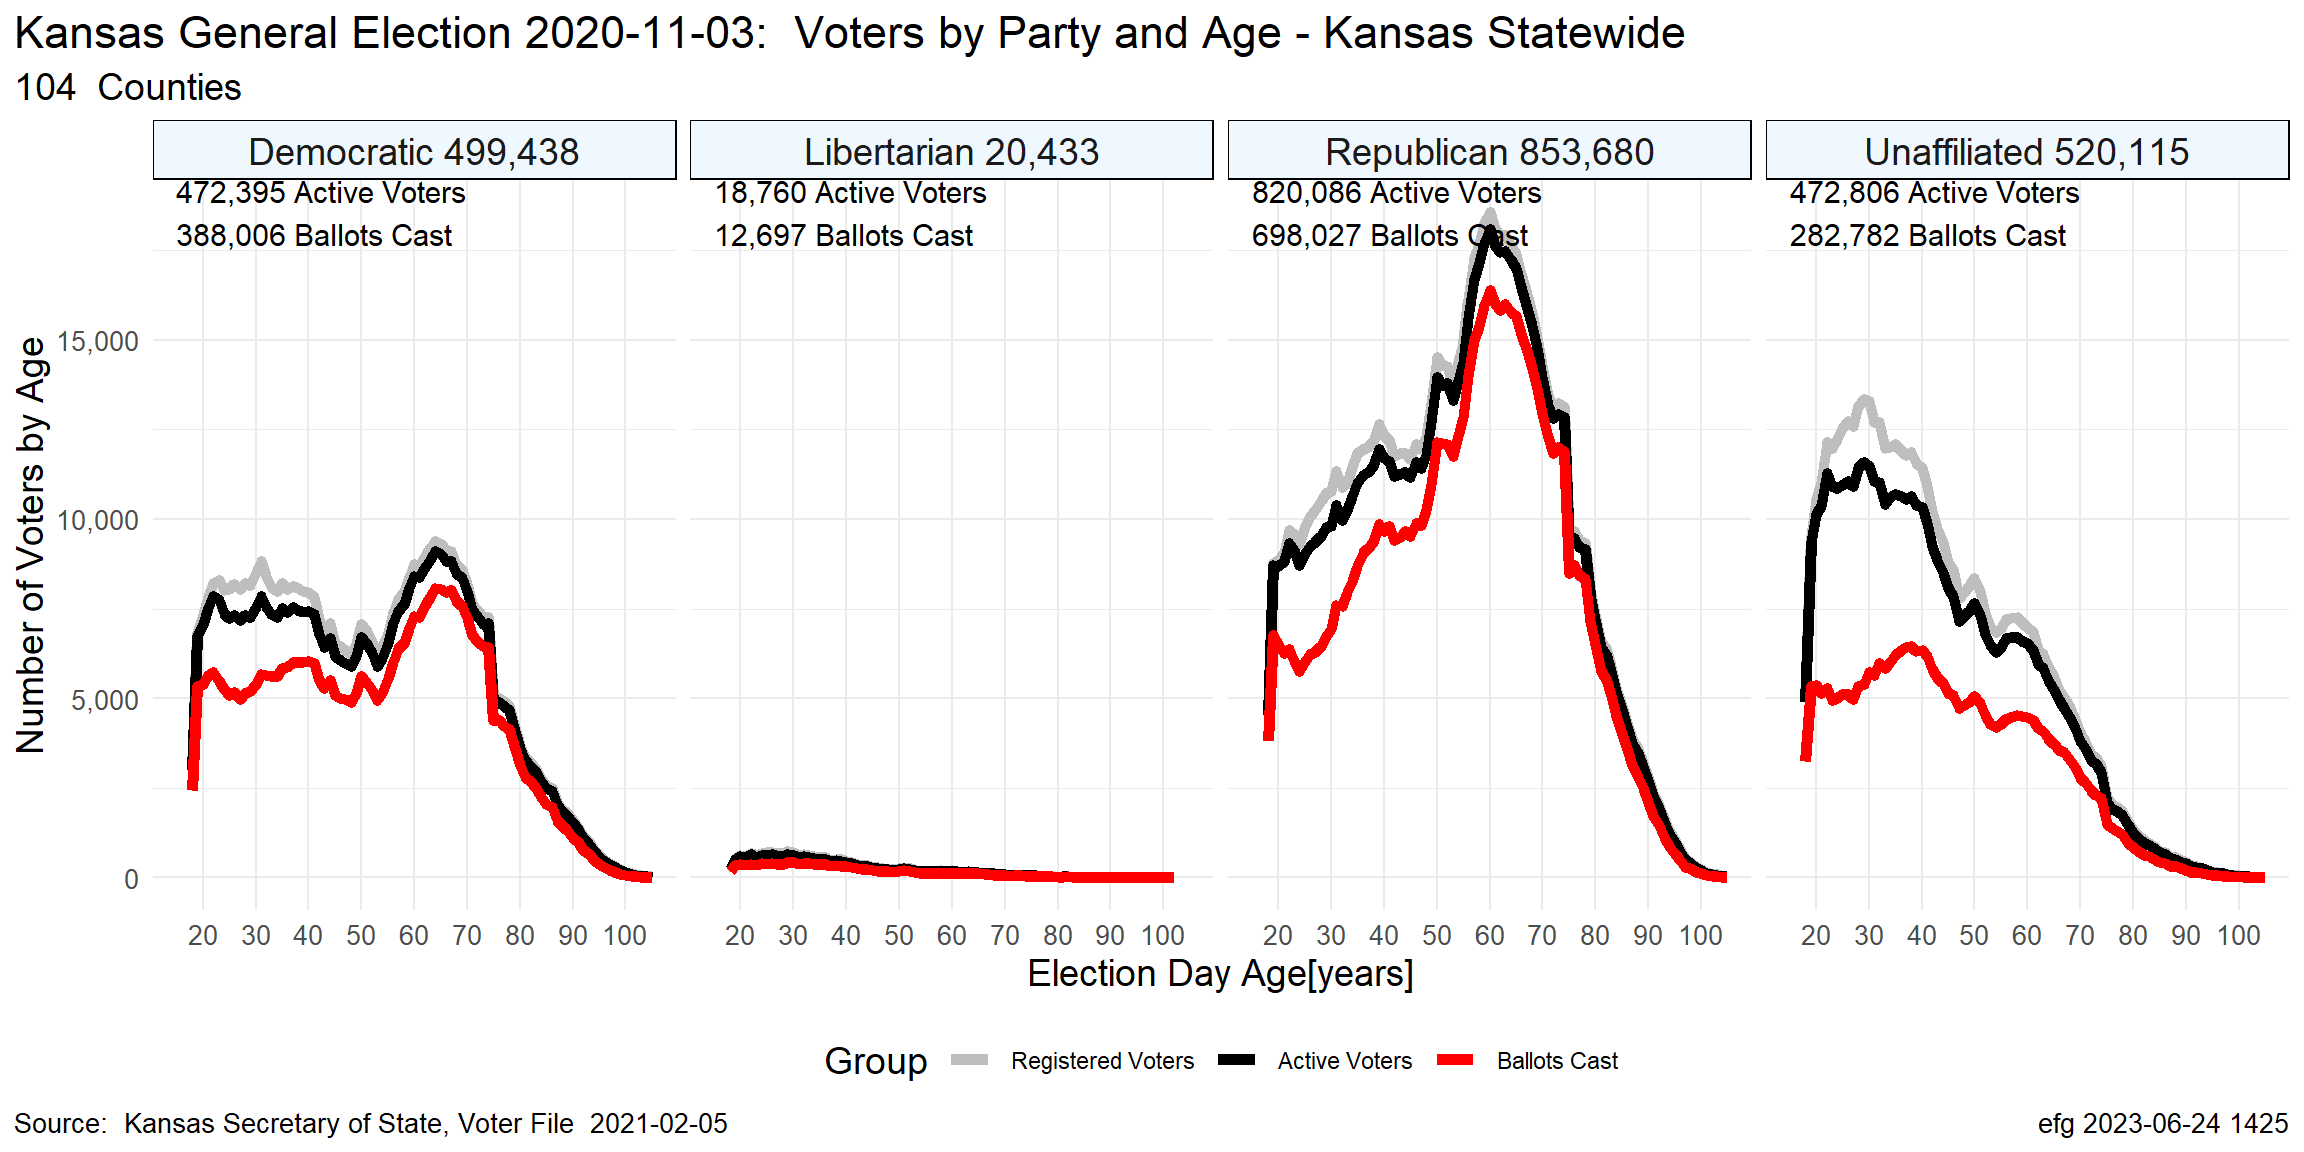 Kansas General Election 2020-11-03:  Voters by Party and Age - Kansas Statewide
104  Counties
Democratic 499,438
Libertarian 20,433
Republican 853,680
Unaffiliated 520,115
472,395 Active Voters
388,006 Ballots Cast
18,760 Active Voters
12,697 Ballots Cast
820,086 Active Voters
698,027 Ballots Cast
472,806 Active Voters
282,782 Ballots Cast
Number of Voters by Age
15,000
10,000
5,000
0
20 30 40 50 60 70 80 90 100
20 30 40 50 60 70 80 90 100
20 30 40 50 60 70 80 90 100
20 30 40 50 60 70 80 90 100
Election Day Age[years]
Group Registered Voters Active Voters Ballots Cast
Source:  Kansas Secretary of State, Voter File  2021-02-05
efg 2023-06-24 1425